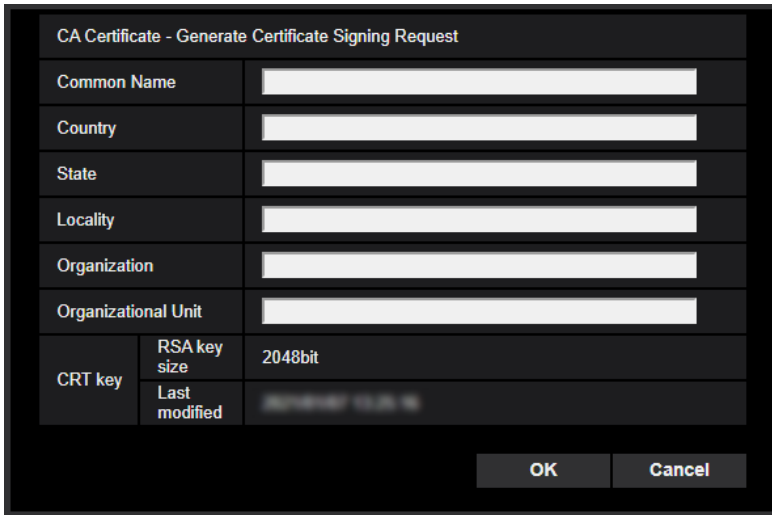 CA Certificate - Generate Certificate Signing Request
Common Name
Country
State
Locality
Organization
Organizational Unit
CRT key
RSA key
size
2048bit
Last
modified
OK
Cancel